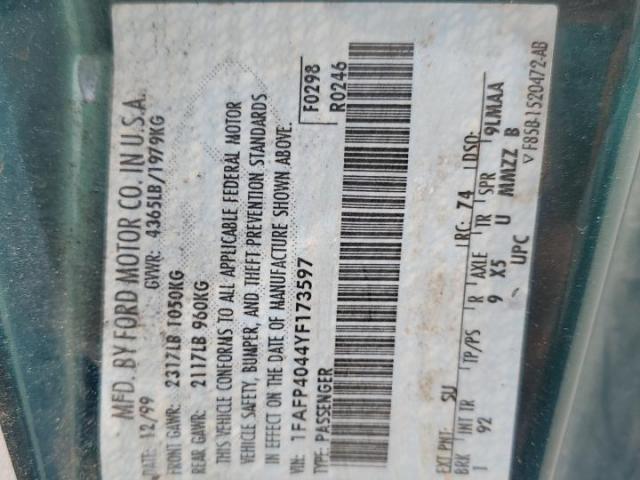 MFD. BY FORD MOTOR CO. IN U.S.A.
DATE: 12/99 GVWR: 4365LB/1979KG
FRONT GAWR: 2317LB 1050KG
REAR GAWR: 2117LB 960KG
THIS VEHICLE CONFORMS TO ALL APPLICABLE FEDERAL MOTOR
VEHICLE SAFETY, BUMPER, AND THEFT PREVENTION STANDARDS
IN EFFECT ON THE DATE OF MANUFACTURE SHOWN ABOVE.
VIN: 1FAFP4044YF173597 F0298
TYPE: PASSENGER R0246
EXT PNT: SU RC: 74 DSO:
BRK INT TR TP/PS R AXLE TR SPR
1 92 9 X5 U 9LMAA
UPC MMZZ B
V F85B-1520472-AB